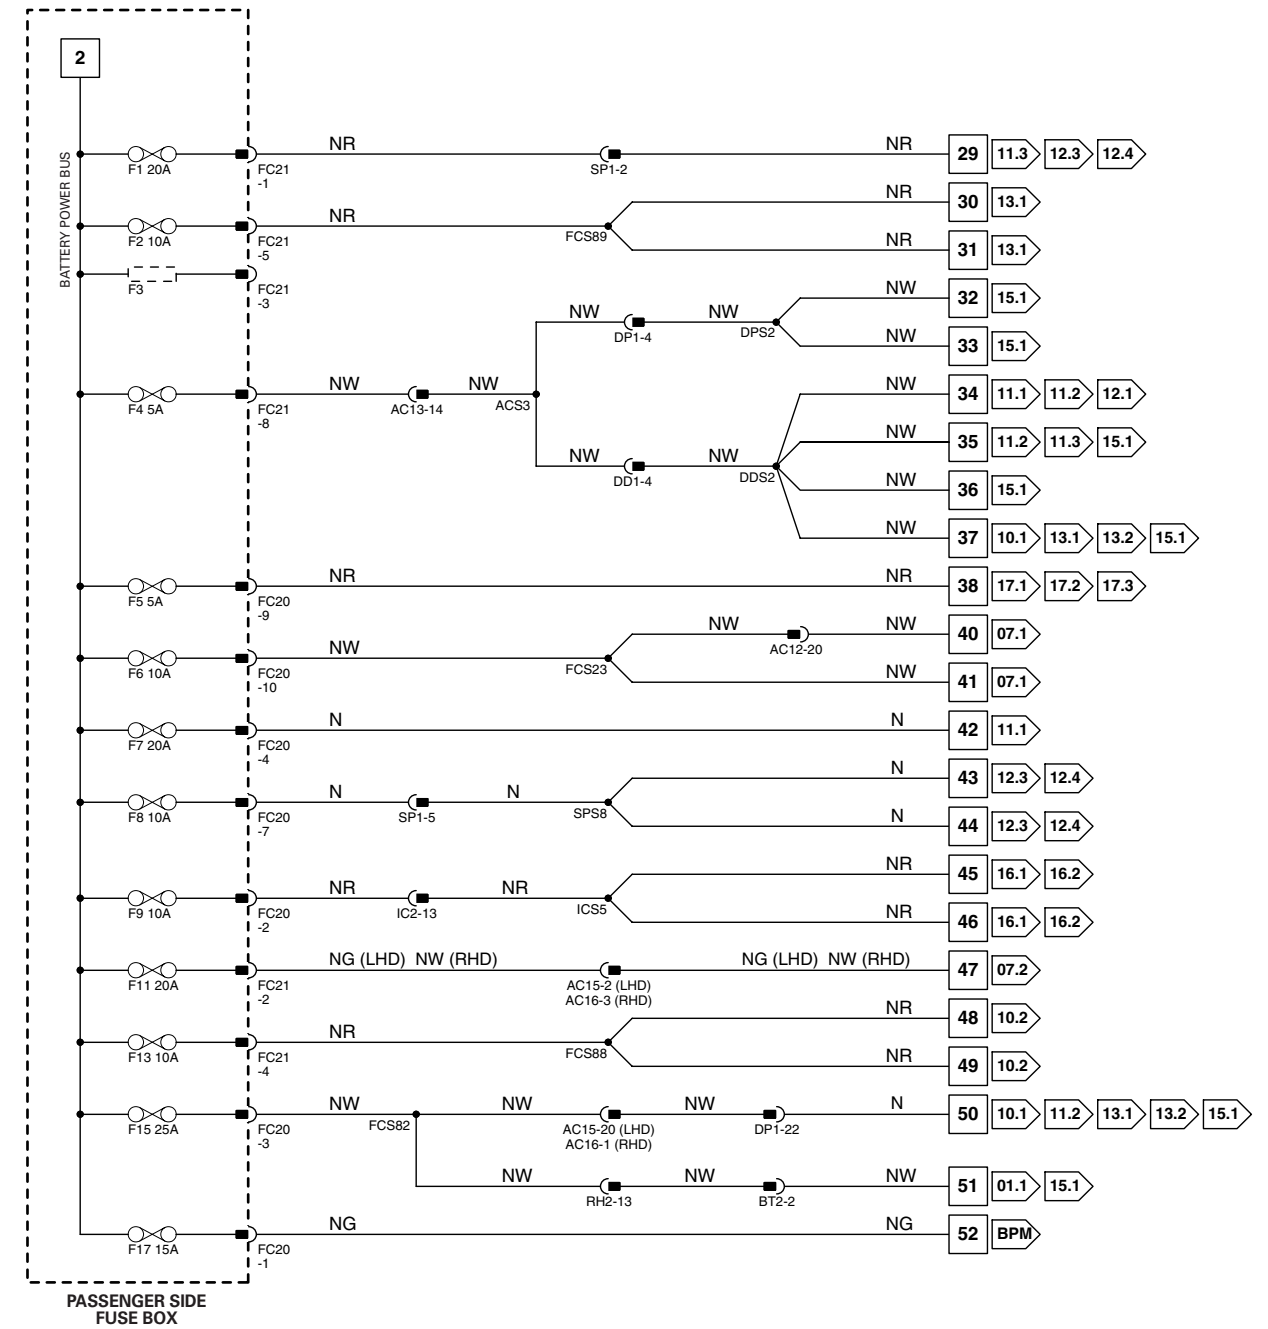 2
BATTERY POWER BUS
F1 20A
FC21
-1
NR
SP1-2
NR
29 11.3 12.3 12.4
F2 10A
FC21
-5
NR
FCS89
NR
30 13.1
NR
31 13.1
F3
FC21
-3
F4 5A
FC21
-8
NW
AC13-14
NW
ACS3
NW
DP1-4
NW
DPS2
NW
32 15.1
NW
33 15.1
NW
DD1-4
NW
DDS2
NW
34 11.1 11.2 12.1
NW
35 11.2 11.3 15.1
NW
36 15.1
NW
37 10.1 13.1 13.2 15.1
F5 5A
FC20
-9
NR
NR
38 17.1 17.2 17.3
F6 10A
FC20
-10
NW
FCS23
NW
AC12-20
NW
40 07.1
NW
41 07.1
F7 20A
FC20
-4
N
N
42 11.1
F8 10A
FC20
-7
N
SP1-5
N
SPS8
N
43 12.3 12.4
N
44 12.3 12.4
F9 10A
FC20
-2
NR
IC2-13
NR
ICS5
NR
45 16.1 16.2
NR
46 16.1 16.2
F11 20A
FC21
-2
NG (LHD) NW (RHD)
AC15-2 (LHD)
AC16-3 (RHD)
NG (LHD) NW (RHD)
47 07.2
F13 10A
FC21
-4
NR
FCS88
NR
48 10.2
NR
49 10.2
F15 25A
FC20
-3
NW
FCS82
NW
AC15-20 (LHD)
AC16-1 (RHD)
NW
DP1-22
N
50 10.1 11.2 13.1 13.2 15.1
NW
RH2-13
NW
BT2-2
NW
51 01.1 15.1
F17 15A
FC20
-1
NG
NG
52 BPM
PASSENGER SIDE
FUSE BOX